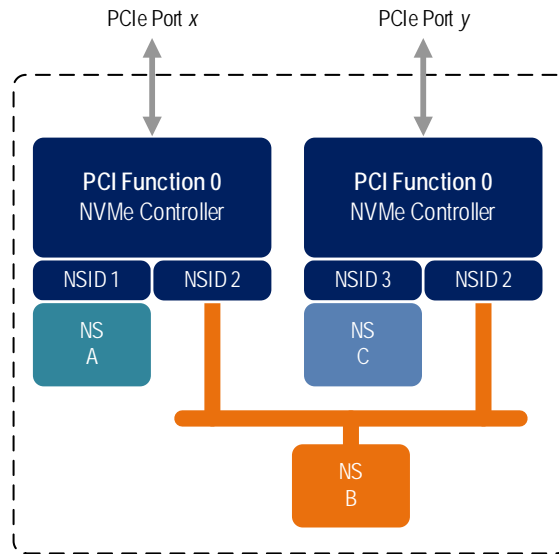 PCIe Port x
PCIe Port y
PCI Function 0
NVMe Controller
PCI Function 0
NVMe Controller
NSID 1
NSID 2
NSID 3
NSID 2
NS
A
NS
C
NS
B